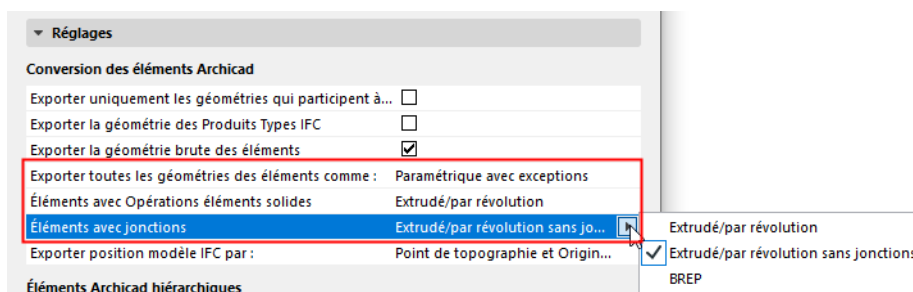 Réglages
Conversion des éléments Archicad
Exporter uniquement les géométries qui participent à...
Exporter la géométrie des Produits Types IFC
Exporter la géométrie brute des éléments
Exporter toutes les géométries des éléments comme : Paramétrique avec exceptions
Éléments avec Opérations éléments solides Extrudé/par révolution
Éléments avec jonctions Extrudé/par révolution sans jo...
Exporter position modèle IFC par : Point de topographie et Origin...
Éléments Archicad hiérarchiques
Extrudé/par révolution
Extrudé/par révolution sans jonctions
BREP